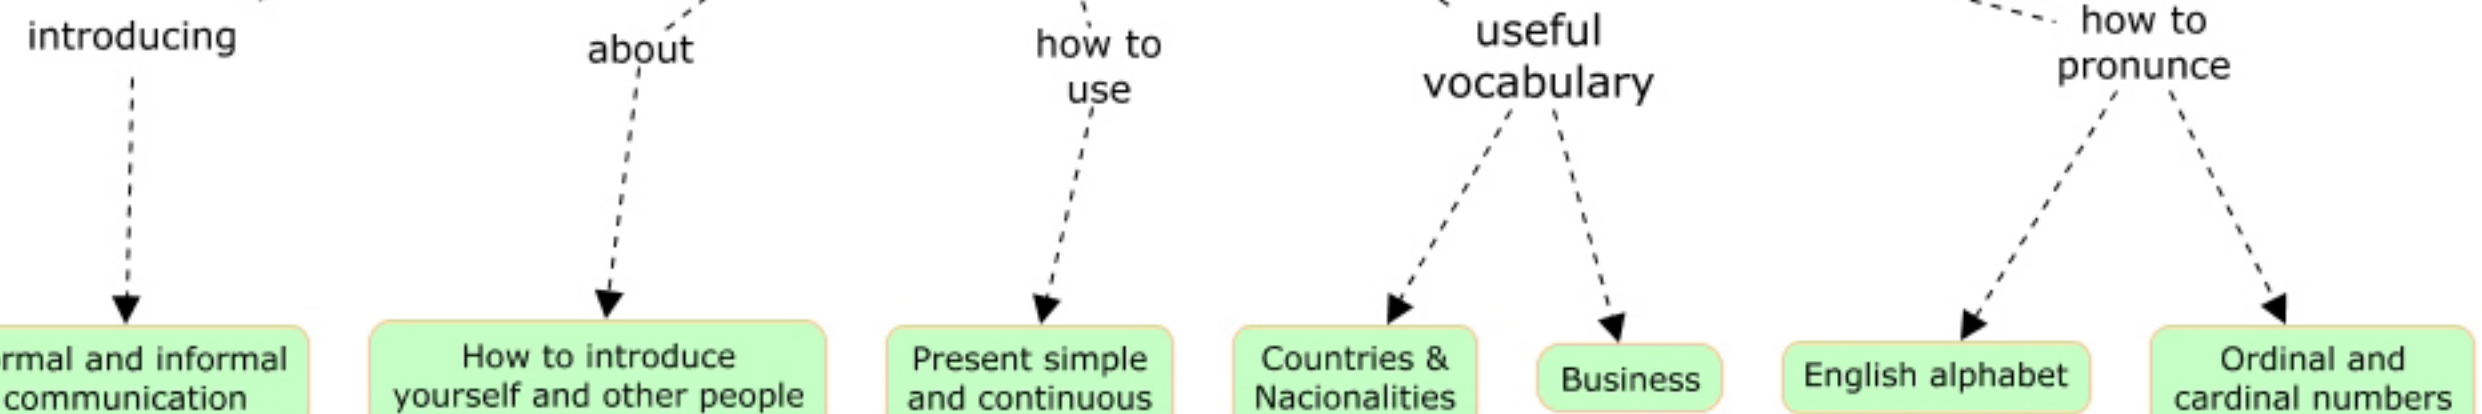 introducing
about
how to
use
useful
vocabulary
how to
pronunce
rmal and informal
communication
How to introduce
yourself and other people
Present simple
and continuous
Countries &
Nacionalities
Business
English alphabet
Ordinal and
cardinal numbers